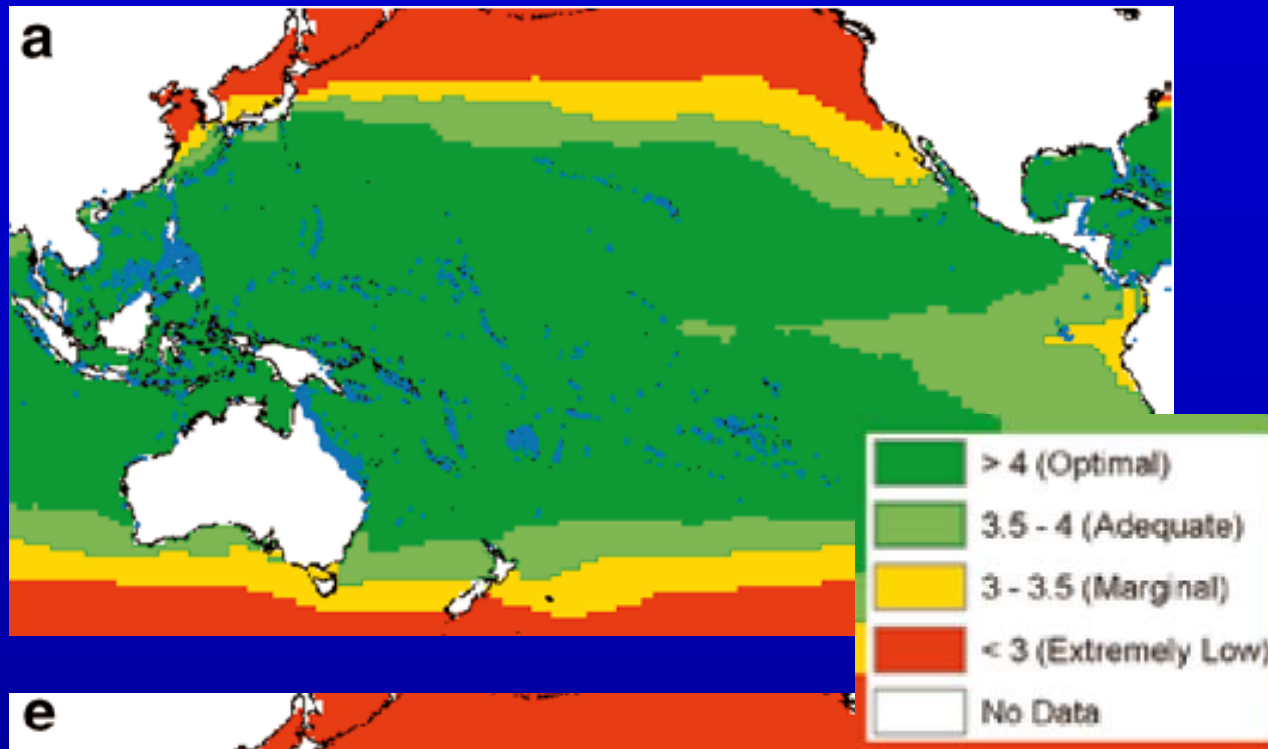 a
> 4 (Optimal)
3.5 - 4 (Adequate)
3 - 3.5 (Marginal)
< 3 (Extremely Low)
No Data
e